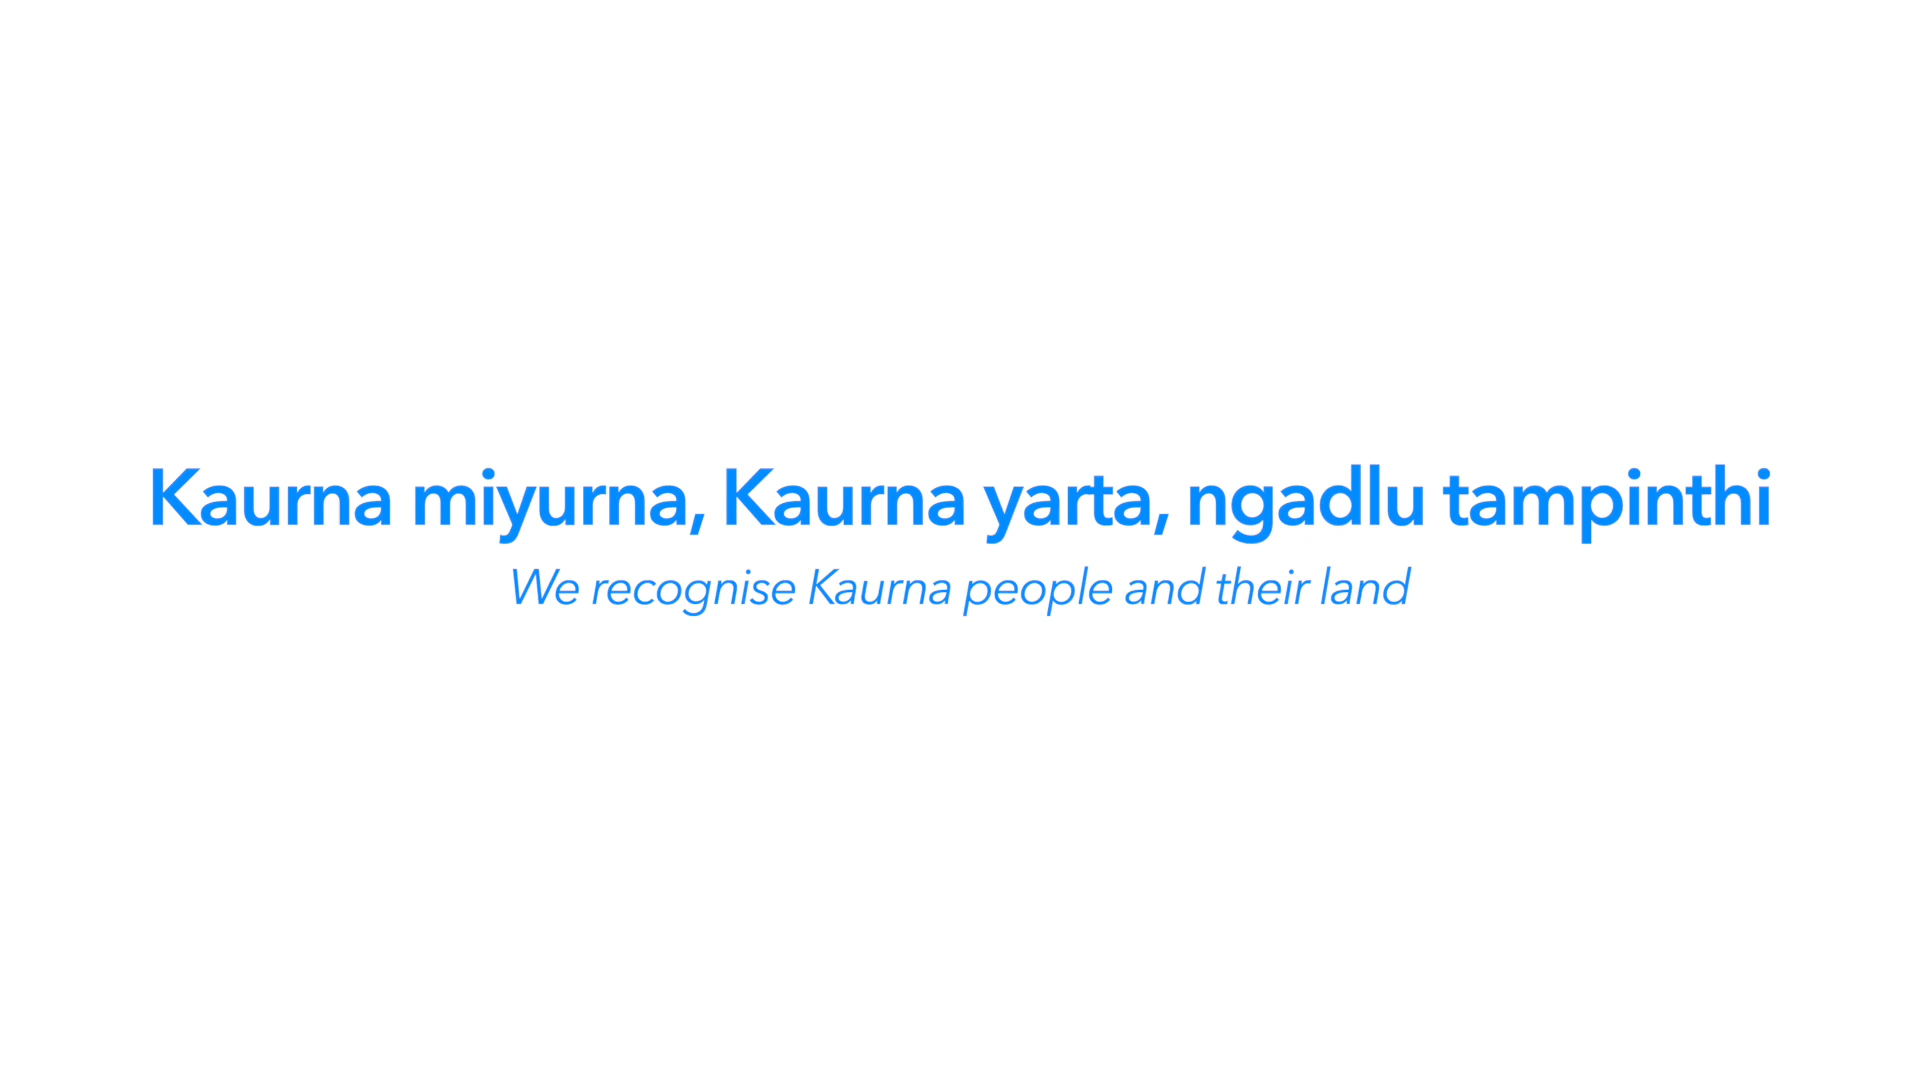 Kaurna miyurna, Kaurna yarta, ngadlu tampinthi
We recognise Kaurna people and their land